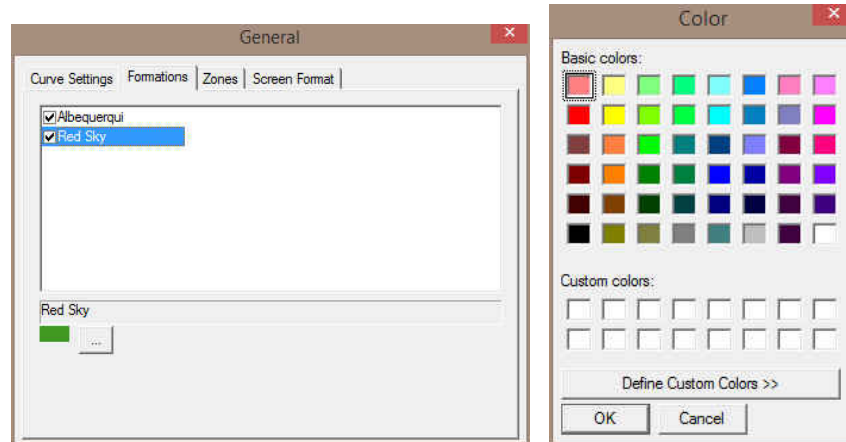 General
Curve Settings Formations Zones Screen Format
Albequerqui
Red Sky
Red Sky
...
Color
Basic colors:
Custom colors:
Define Custom Colors >>
OK Cancel